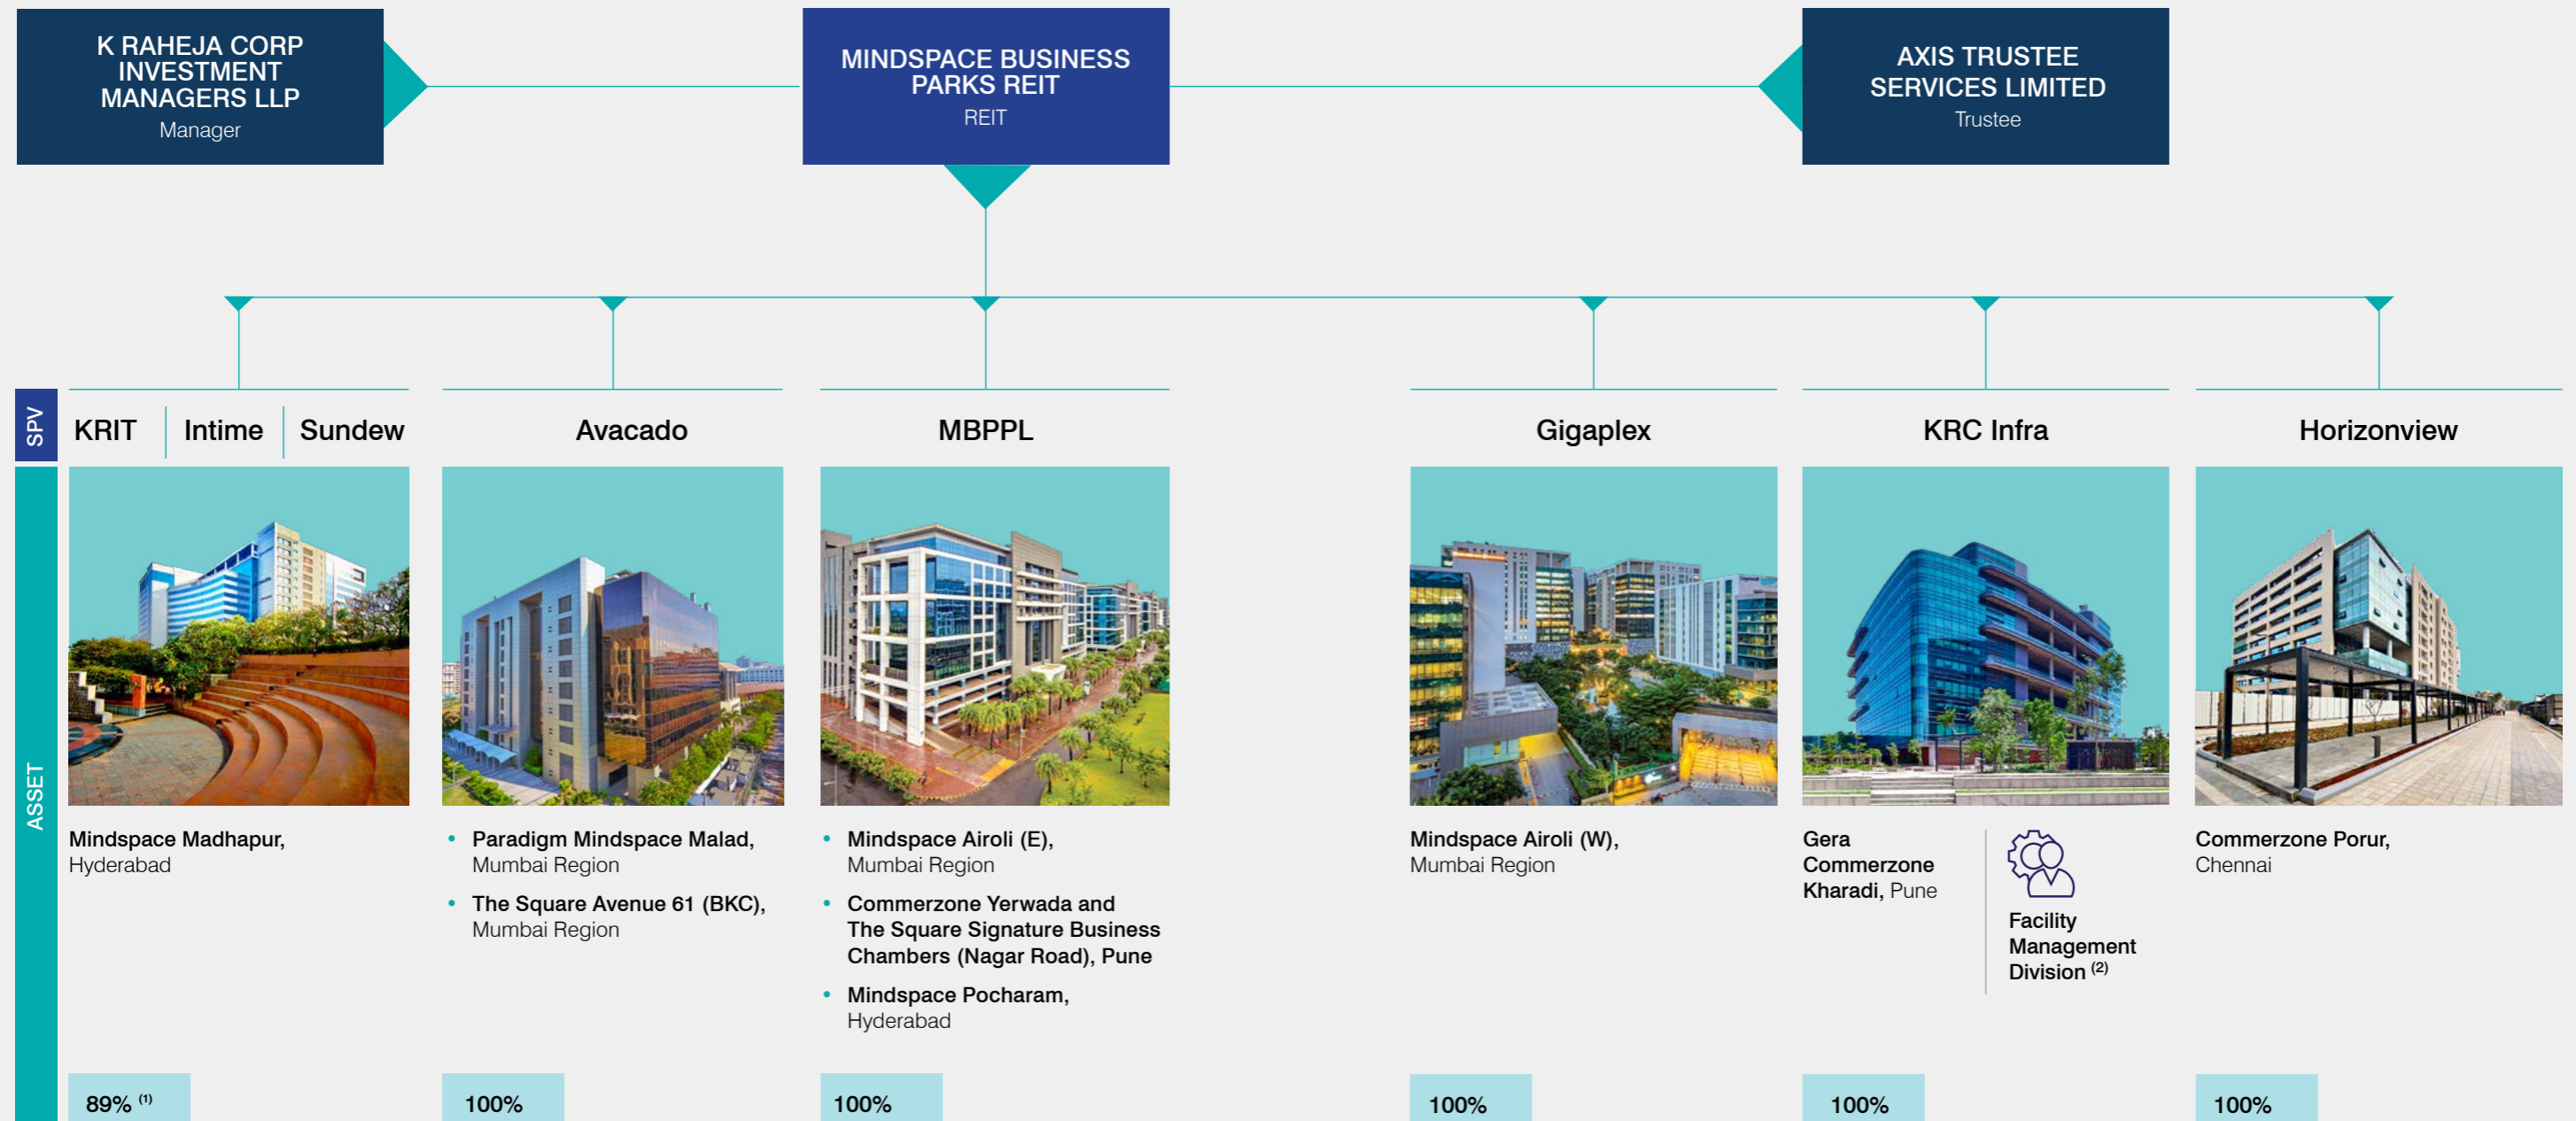 K RAHEJA CORP
INVESTMENT
MANAGERS LLP
Manager
MINDSPACE BUSINESS
PARKS REIT
REIT
AXIS TRUSTEE
SERVICES LIMITED
Trustee
SPV
KRIT
Intime
Sundew
Avacado
MBPPL
Gigaplex
KRC Infra
Horizonview
ASSET
Mindspace Madhapur,
Hyderabad
• Paradigm Mindspace Malad,
Mumbai Region
• The Square Avenue 61 (BKC),
Mumbai Region
• Mindspace Airoli (E),
Mumbai Region
• Commerzone Yerwada and
The Square Signature Business
Chambers (Nagar Road), Pune
• Mindspace Pocharam,
Hyderabad
Mindspace Airoli (W),
Mumbai Region
Gera
Commerzone
Kharadi, Pune
Facility
Management
Division (2)
Commerzone Porur,
Chennai
89% (1)
100%
100%
100%
100%
100%